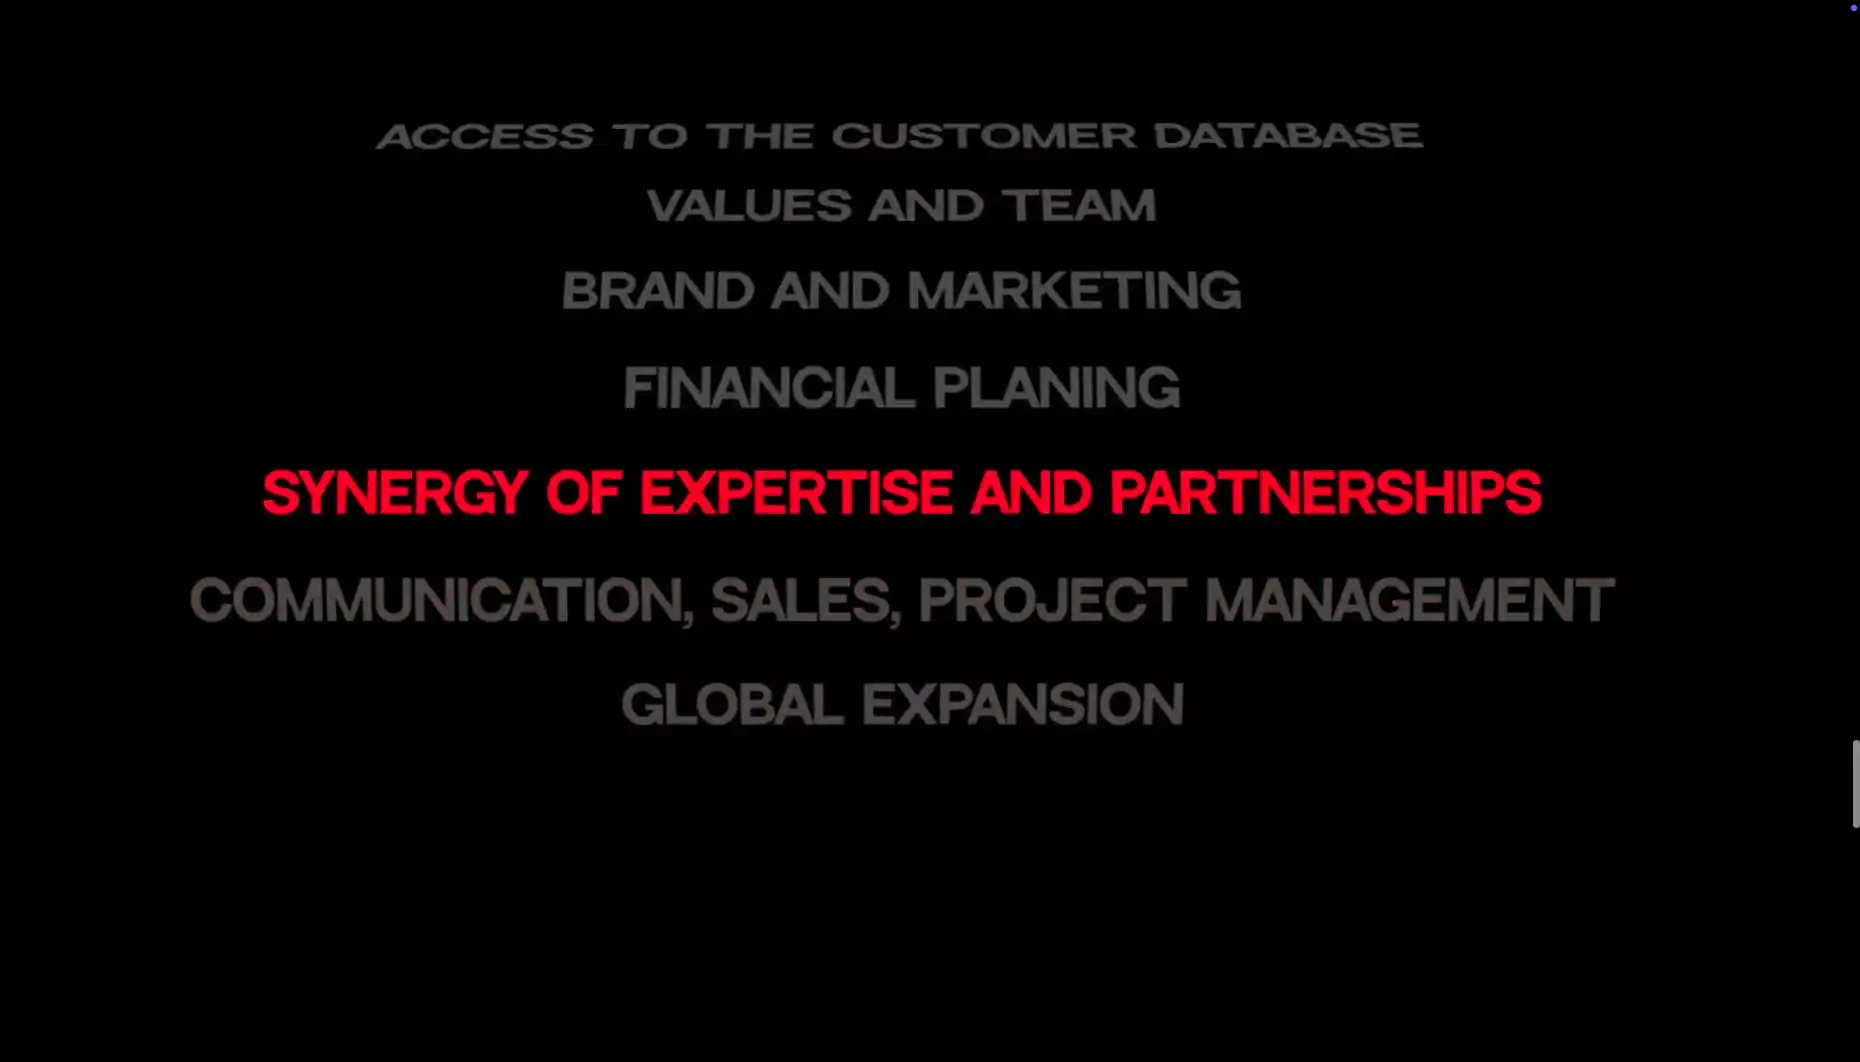 ACCESS TO THE CUSTOMER DATABASE
VALUES AND TEAM
BRAND AND MARKETING
FINANCIAL PLANING
SYNERGY OF EXPERTISE AND PARTNERSHIPS
COMMUNICATION, SALES, PROJECT MANAGEMENT
GLOBAL EXPANSION